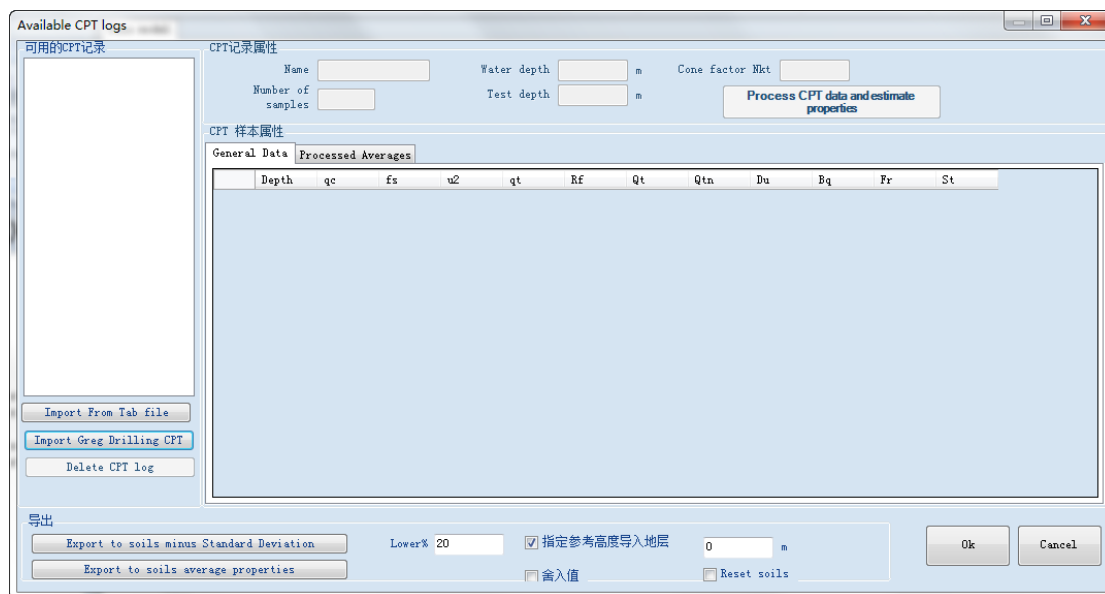 Available CPT logs
可用的CPT记录
CPT记录属性
Name
Water depth
m
Cone factor Nkt
Number of
samples
Test depth
m
Process CPT data and estimate
properties
CPT 样本属性
General Data
Processed Averages
Depth qc fs u2 qt Rf Qt Qtn Du Bq Fr St
Import From Tab file
Import Greg Drilling CPT
Delete CPT log
导出
Export to soils minus Standard Deviation
Lower% 20
指定参考高度导入地层
0 m
Ok
Cancel
Export to soils average properties
舍入值
Reset soils